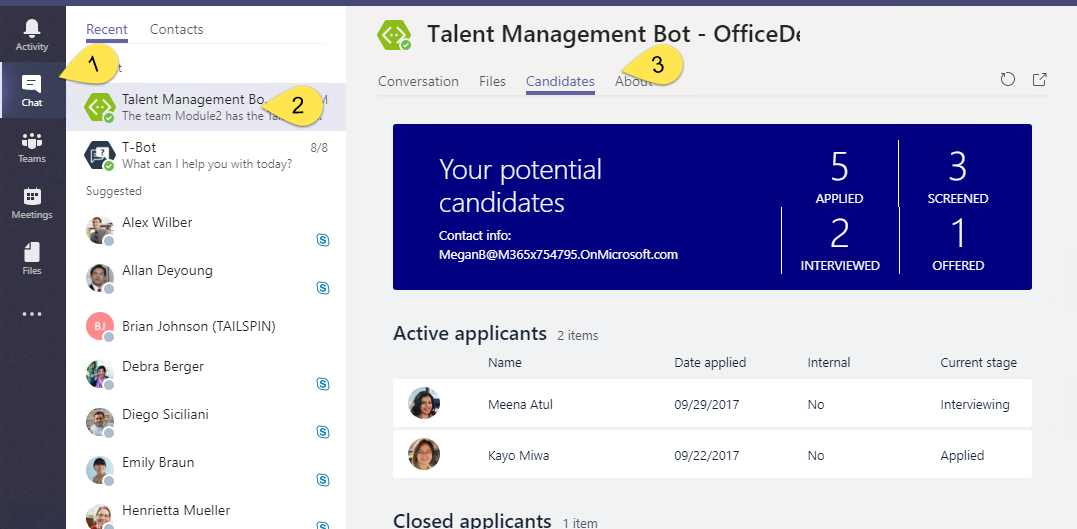 Activity
Chat
Teams
Meetings
Files
Recent Contacts
1
Talent Management Bo...
The team Module2 has the
2
T-Bot 8/8
What can I help you with today?
Suggested
Alex Wilber
Allan Deyoung
BJ Brian Johnson (TAILSPIN)
Debra Berger
Diego Siciliani
Emily Braun
Henrietta Mueller
Talent Management Bot - OfficeDe
3
Conversation Files Candidates About
Your potential
candidates
Contact info:
MeganB@M365x754795.OnMicrosoft.com
5 3
APPLIED SCREENED
2 1
INTERVIEWED OFFERED
Active applicants 2 items
Name Date applied Internal Current stage
Meena Atul 09/29/2017 No Interviewing
Kayo Miwa 09/22/2017 No Applied
Closed applicants 1 item